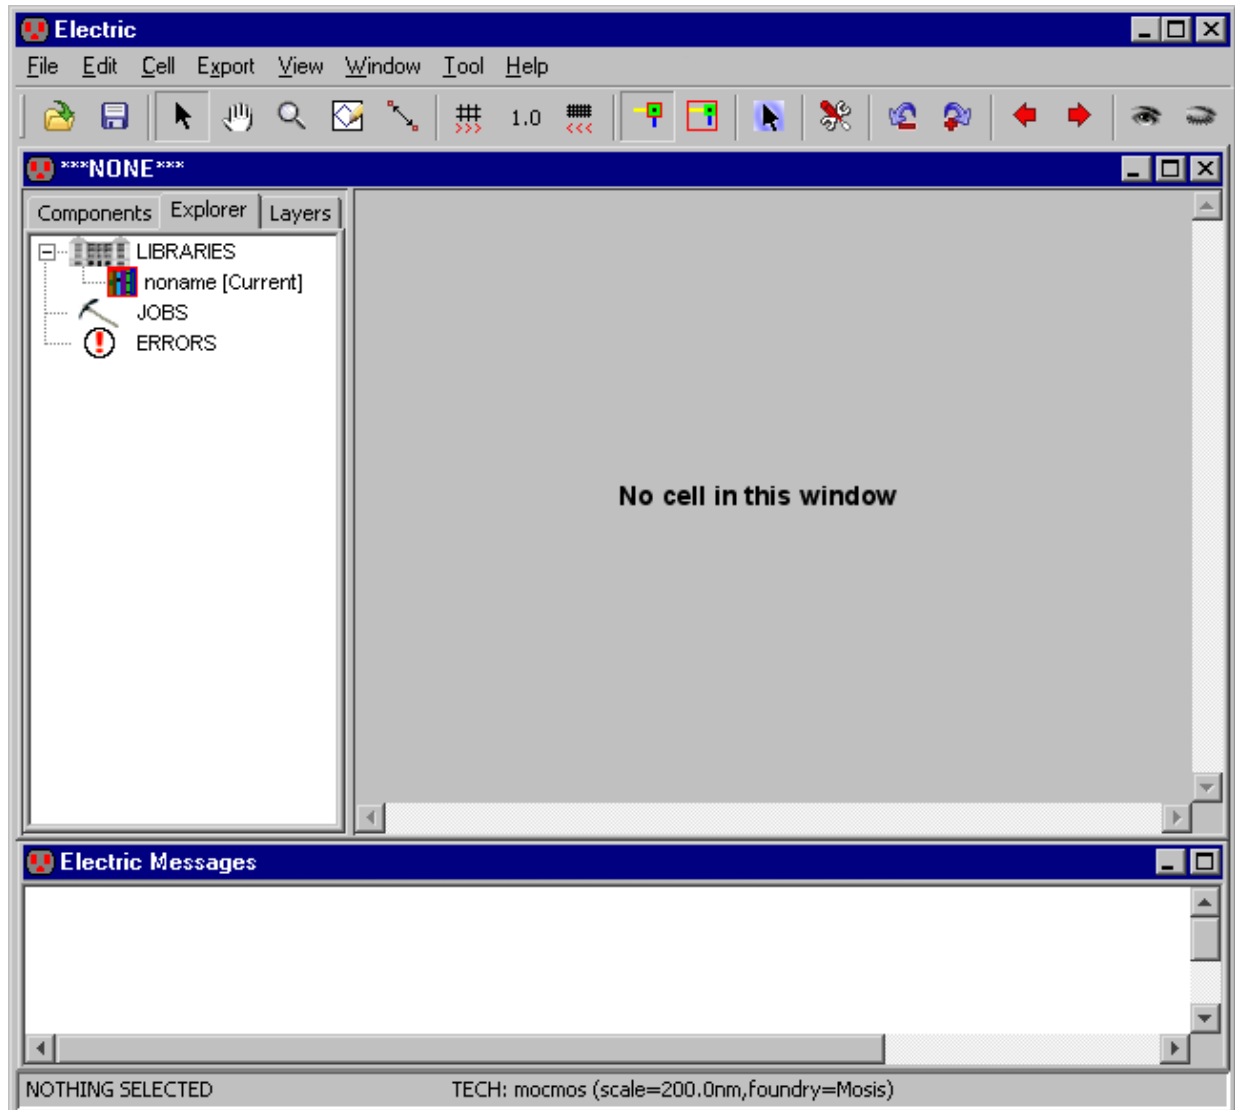 Electric
File Edit Cell Export View Window Tool Help
1.0
***NONE***
Components Explorer Layers
LIBRARIES
noname [Current]
JOBS
ERRORS
No cell in this window
Electric Messages
NOTHING SELECTED TECH: mocmos (scale=200.0nm,foundry=Mosis)